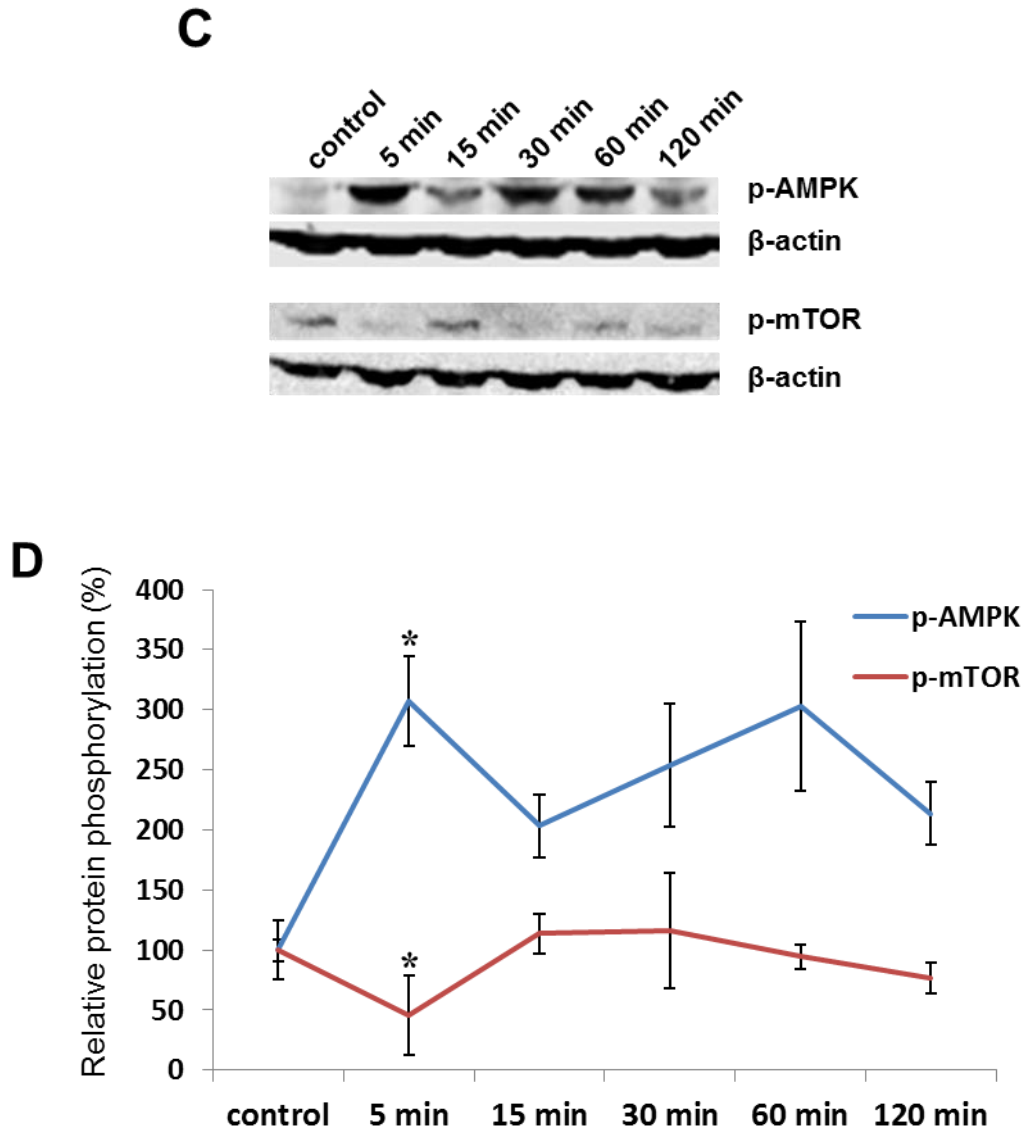 C
control 5 min 15 min 30 min 60 min 120 min
p-AMPK
β-actin
p-mTOR
β-actin
D
Relative protein phosphorylation (%)
400
350
300
250
200
150
100
50
0
*
*
p-AMPK
p-mTOR
control 5 min 15 min 30 min 60 min 120 min